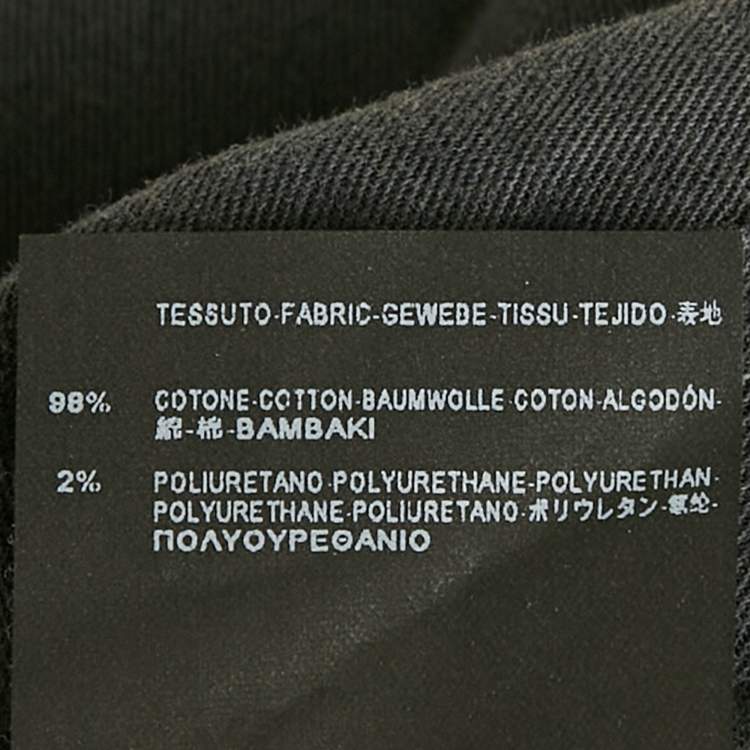 TESSUTO-FABRIC-GEWEBE-TISSU-TEJIDO-表地
98% COTONE-COTTON-BAUMWOLLE-COTON-ALGODÓN-
綿-棉-BAMBAKI
2% POLIURETANO-POLYURETHANE-POLYURETHAN-
POLYURETHANE-POLIURETANO-ポリウレタン-氨纶-
ΠΟΛΥΟΥΡΕΘΑΝΙΟ